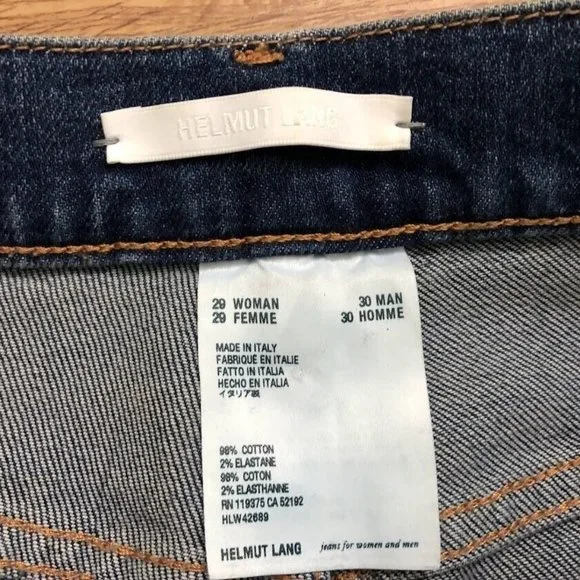 HELMUT LANG
29 WOMAN 30 MAN
29 FEMME 30 HOMME
MADE IN ITALY
FABRIQUÉ EN ITALIE
FATTO IN ITALIA
HECHO EN ITALIA
イタリア製
98% COTTON
2% ELASTANE
98% COTON
2% ELASTHANNE
RN 119375 CA 52192
HLW42689
HELMUT LANG jeans for women and men